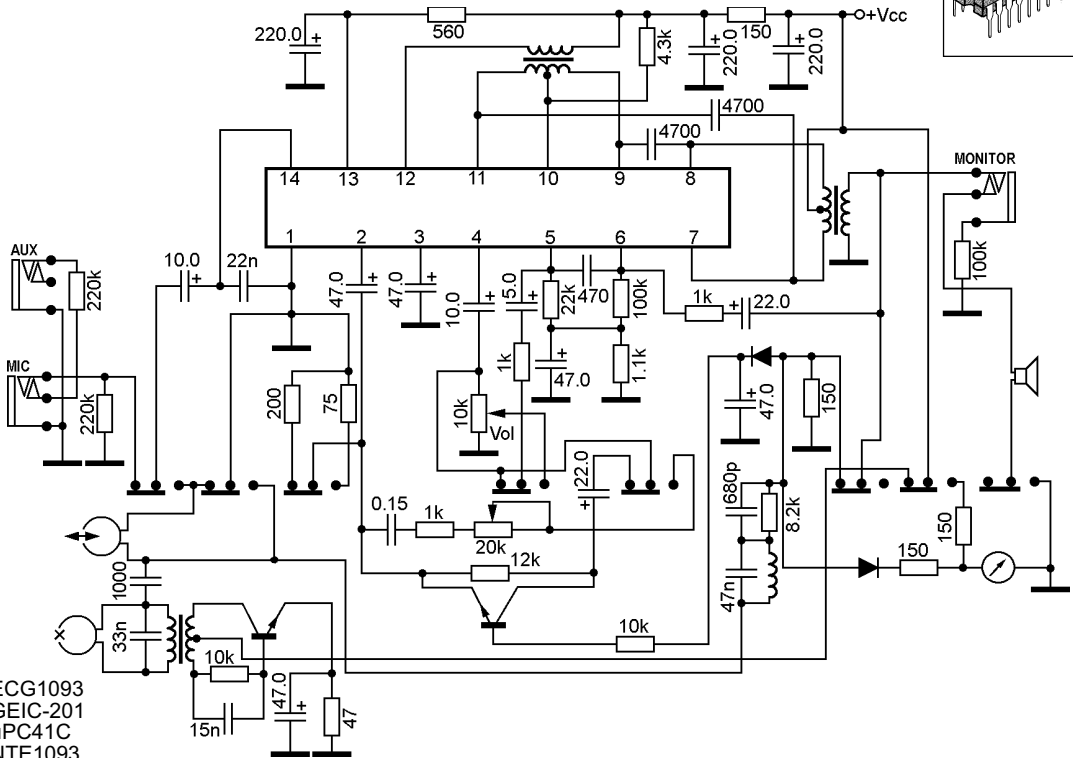 220.0 +
560
4.3k
+
220.0
150
+
220.0
+Vcc
4700
4700
14 13 12 11 10 9 8
1 2 3 4 5 6 7
MONITOR
100k
AUX
220k
10.0 +
22n
47.0 +
47.0 +
10.0 +
5.0 +
22k
470
100k
1k
+ 22.0
MIC
220k
200
75
1k
+
47.0
1.1k
10k
Vol
+
47.0
150
22.0
+
680p
8.2k
0.15
1k
20k
12k
150
150
47n
1000
33n
×
10k
10k
15n
47.0 +
47
ECG1093
GEIC-201
µPC41C
NTE1093